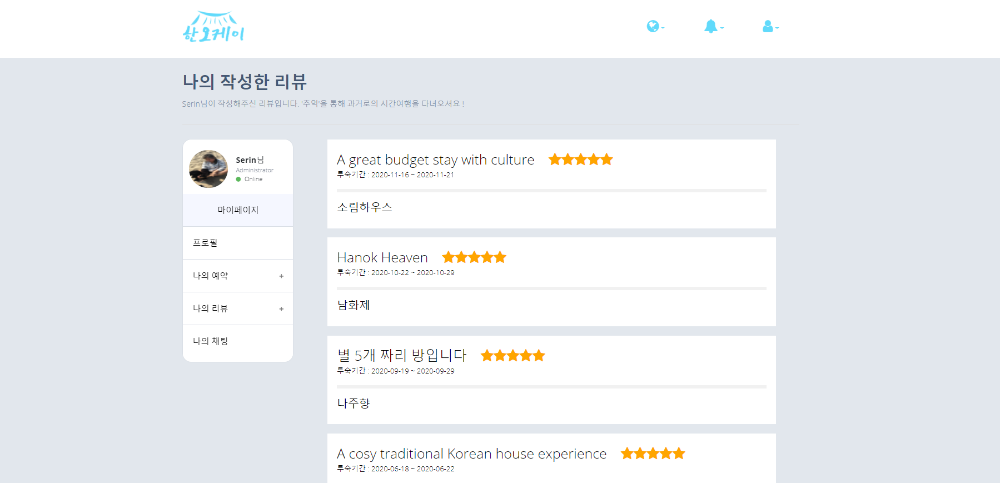 한오케이
나의 작성한 리뷰
Serin님이 작성해주신 리뷰입니다. '추억'을 통해 과거로의 시간여행을 다녀오셔요 !
Serin님
Administrator
Online
마이페이지
프로필
나의 예약 +
나의 리뷰 +
나의 채팅
A great budget stay with culture
투숙기간 : 2020-11-16 ~ 2020-11-21
소림하우스
Hanok Heaven
투숙기간 : 2020-10-22 ~ 2020-10-29
남화제
별 5개 짜리 방입니다
투숙기간 : 2020-09-19 ~ 2020-09-29
나주향
A cosy traditional Korean house experience
투숙기간 : 2020-06-18 ~ 2020-06-22